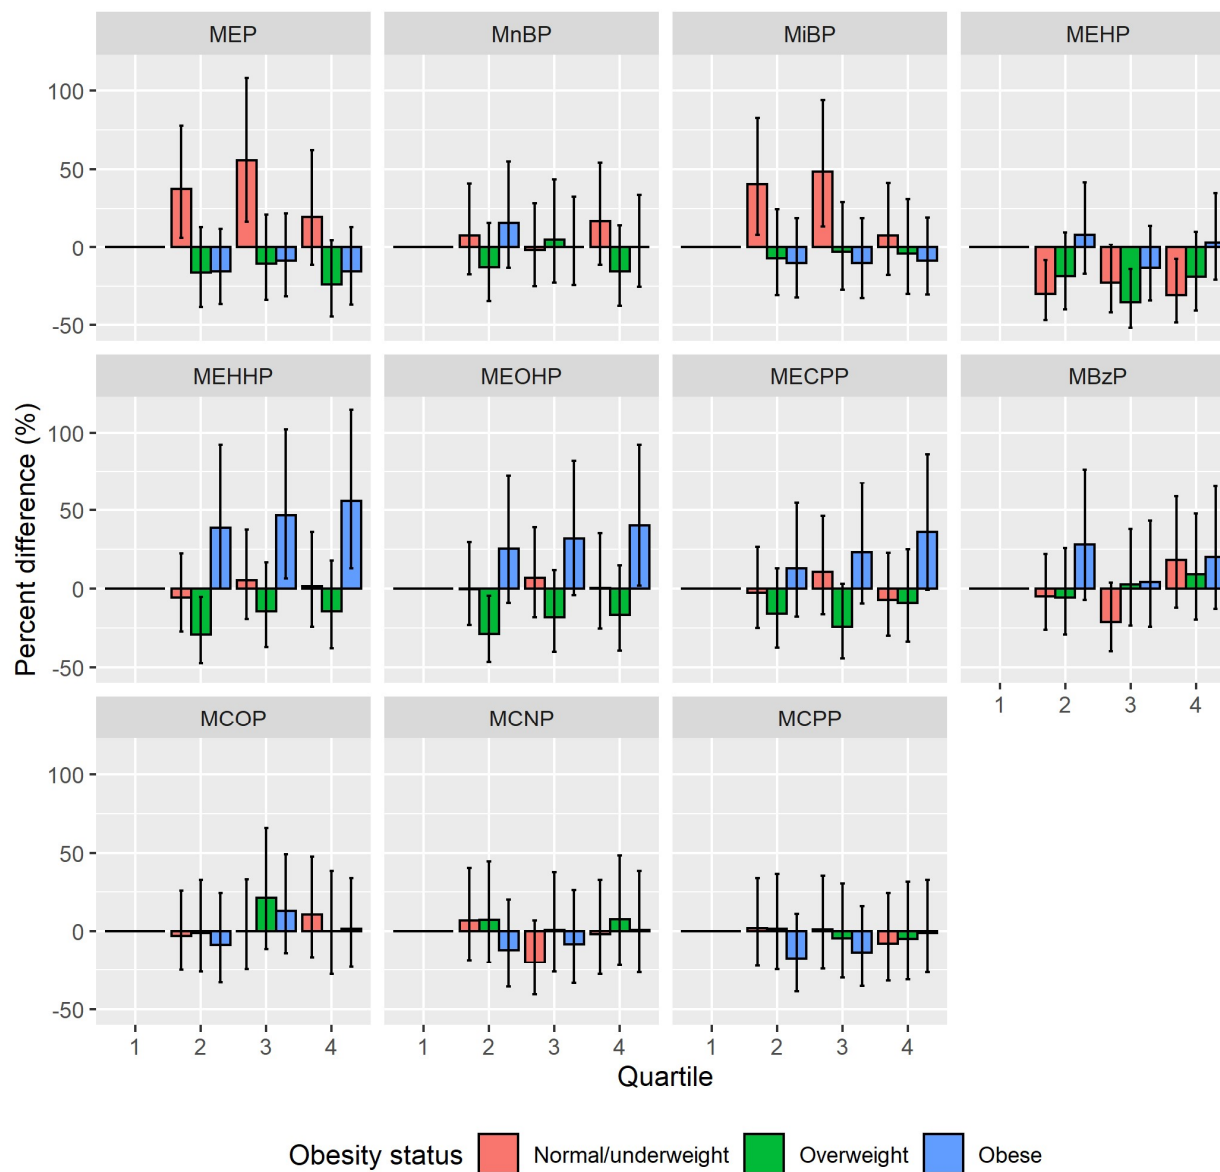 MEP MnBP MiBP MEHP
100
50
0
-50
MEHHP MEOHP MECPP MBzP
100
50
0
-50
1 2 3 4
MCOP MCNP MCPP
100
50
0
-50
1 2 3 4 1 2 3 4 1 2 3 4
Percent difference (%)
Quartile
Obesity status Normal/underweight Overweight Obese